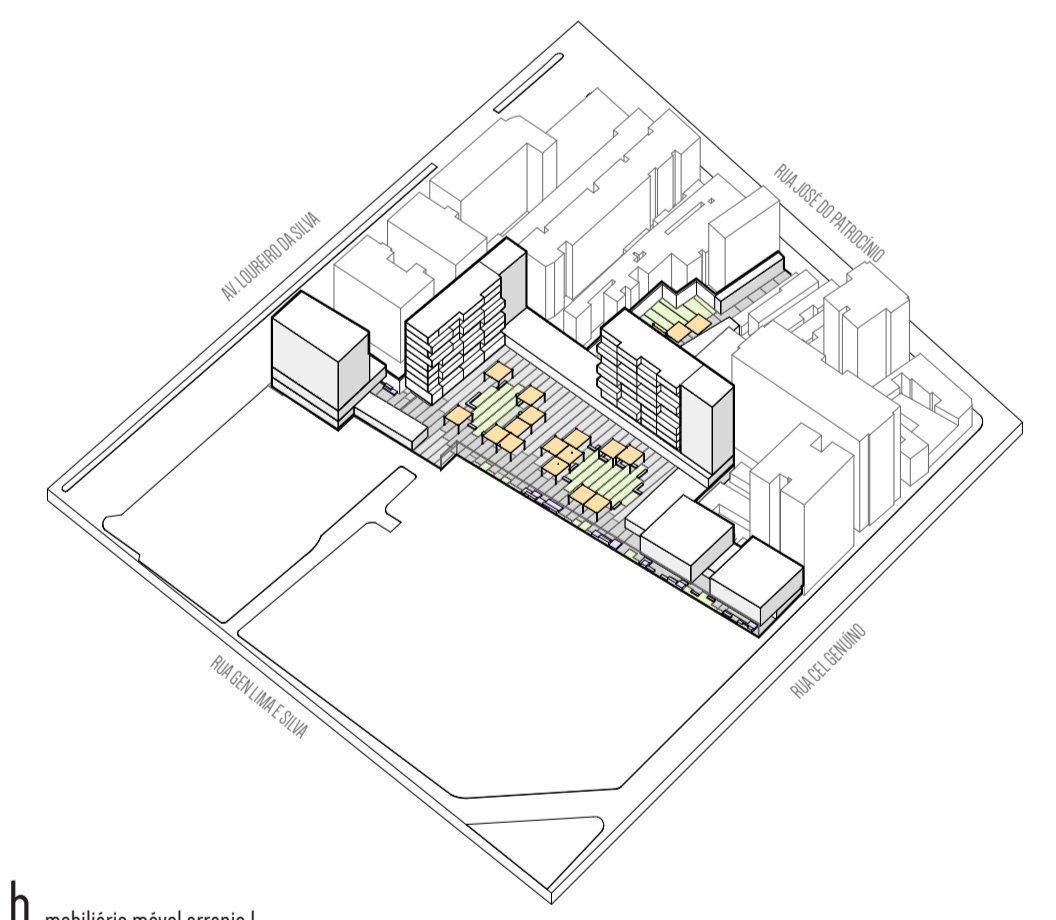 AV. LOUREIRO DA SILVA
RUA JOSÉ DO PATROCÍNIO
RUA GEN LIMA E SILVA
RUA CEL GENUÍNO
h mobiliário móvel arranjo I